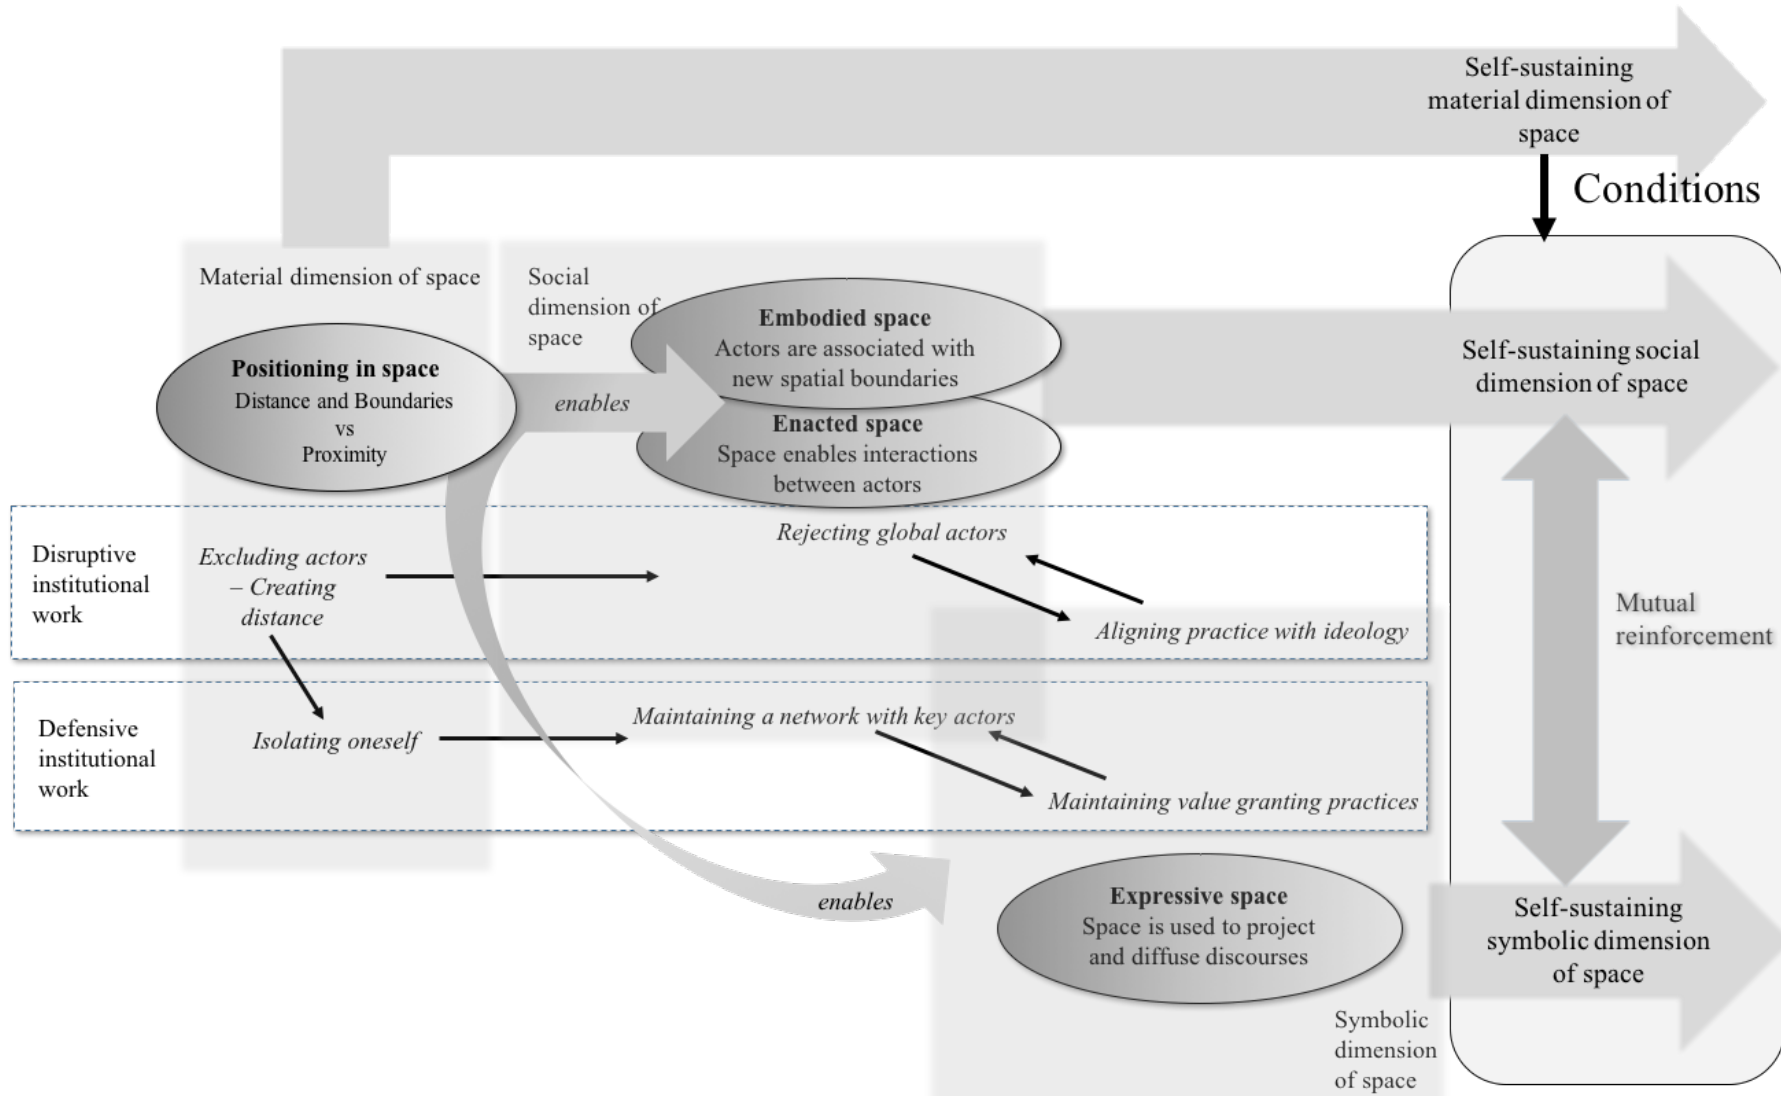 Self-sustaining
material dimension of
space
Conditions
Material dimension of space
Social
dimension of
space
Positioning in space
Distance and Boundaries
vs
Proximity
enables
Embodied space
Actors are associated with
new spatial boundaries
Enacted space
Space enables interactions
between actors
Self-sustaining social
dimension of space
Disruptive
institutional
work
Excluding actors
– Creating
distance
Rejecting global actors
Aligning practice with ideology
Mutual
reinforcement
Defensive
institutional
work
Isolating oneself
Maintaining a network with key actors
Maintaining value granting practices
enables
Expressive space
Space is used to project
and diffuse discourses
Self-sustaining
symbolic dimension
of space
Symbolic
dimension
of space